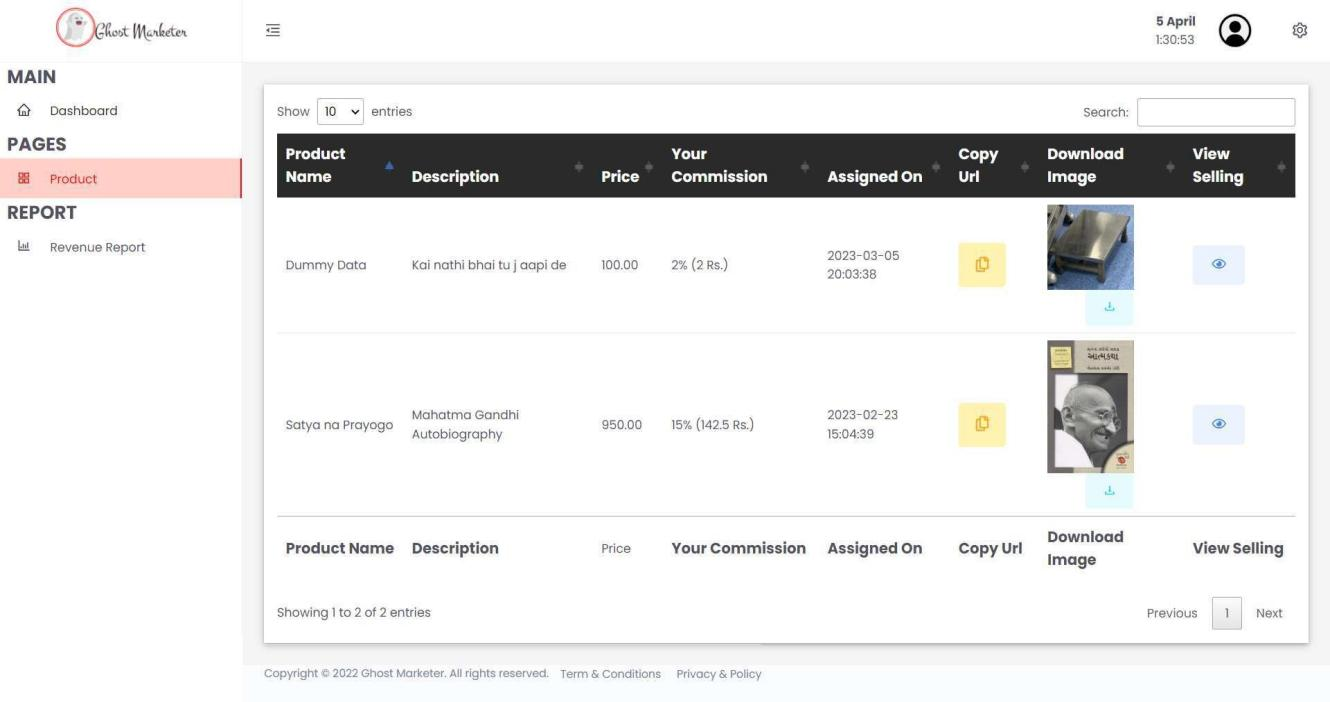 Ghost Marketer
5 April
1:30:53
MAIN
Dashboard
PAGES
Product
REPORT
Revenue Report
Show 10 entries
Search:
Product Name
Description
Price
Your Commission
Assigned On
Copy Url
Download Image
View Selling
Dummy Data
Kai nathi bhai tu j aapi de
100.00
2% (2 Rs.)
2023-03-05
20:03:38
આત્મકથા
Satya na Prayogo
Mahatma Gandhi
Autobiography
950.00
15% (142.5 Rs.)
2023-02-23
15:04:39
Product Name
Description
Price
Your Commission
Assigned On
Copy Url
Download
Image
View Selling
Showing 1 to 2 of 2 entries
Previous 1 Next
Copyright © 2022 Ghost Marketer. All rights reserved. Term & Conditions Privacy & Policy